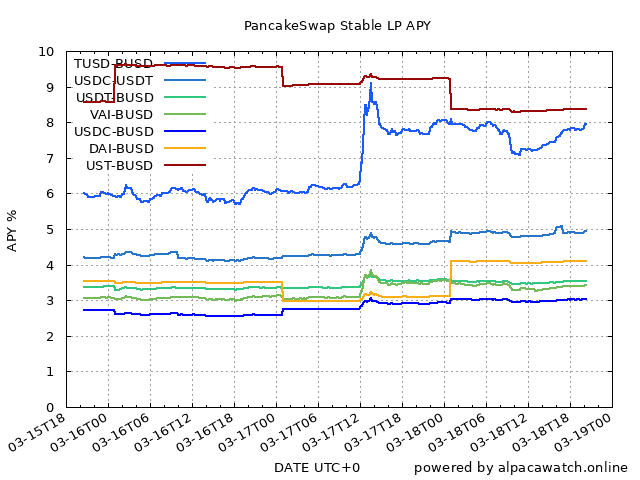 PancakeSwap Stable LP APY
10
9
8
7
6
5
4
3
2
1
0
APY %
TUSD-BUSD
USDC-USDT
USDT-BUSD
VAI-BUSD
USDC-BUSD
DAI-BUSD
UST-BUSD
03-15T18
03-16T00
03-16T06
03-16T12
03-16T18
03-17T00
03-17T06
03-17T12
03-17T18
03-18T00
03-18T06
03-18T12
03-18T18
03-19T00
DATE UTC+0
powered by alpacawatch.online